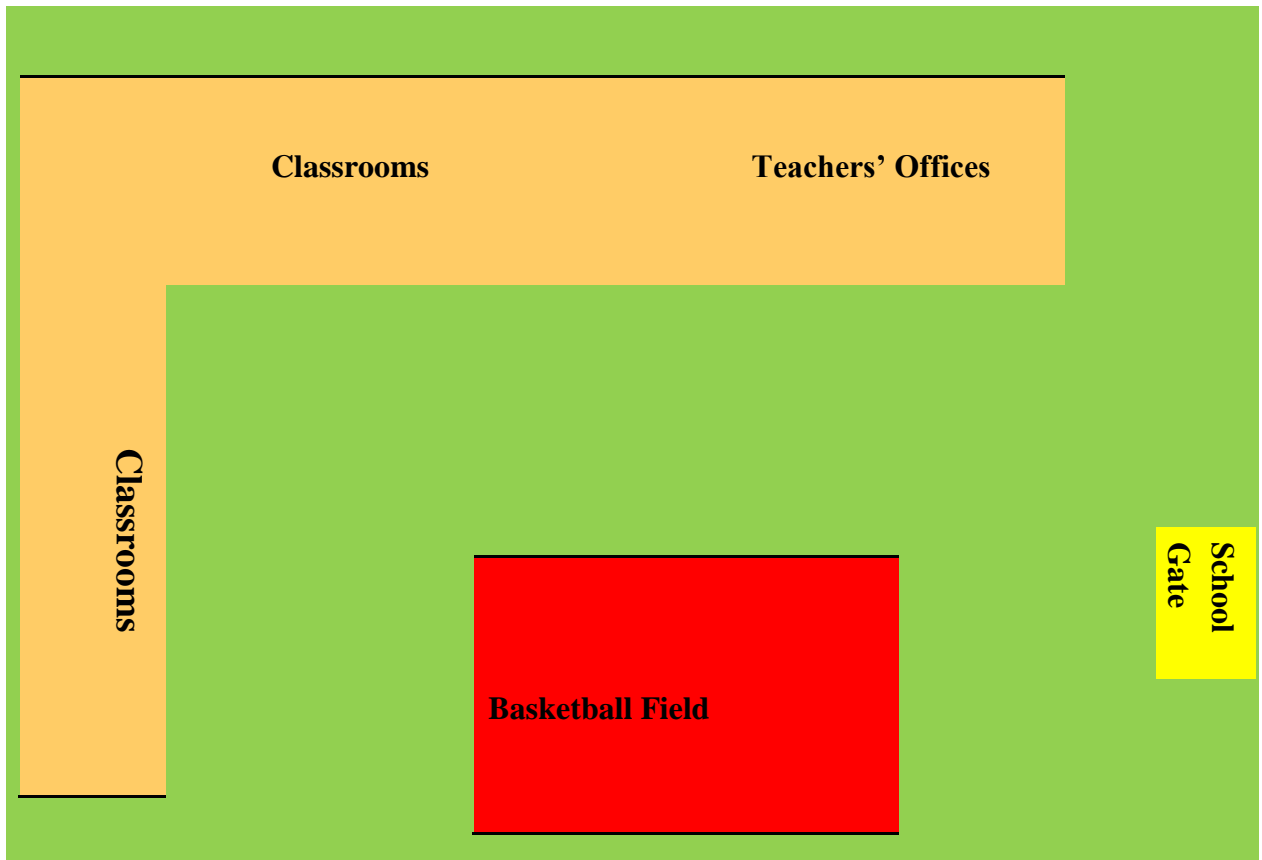 Classrooms
Teachers’ Offices
Classrooms
School
Gate
Basketball Field